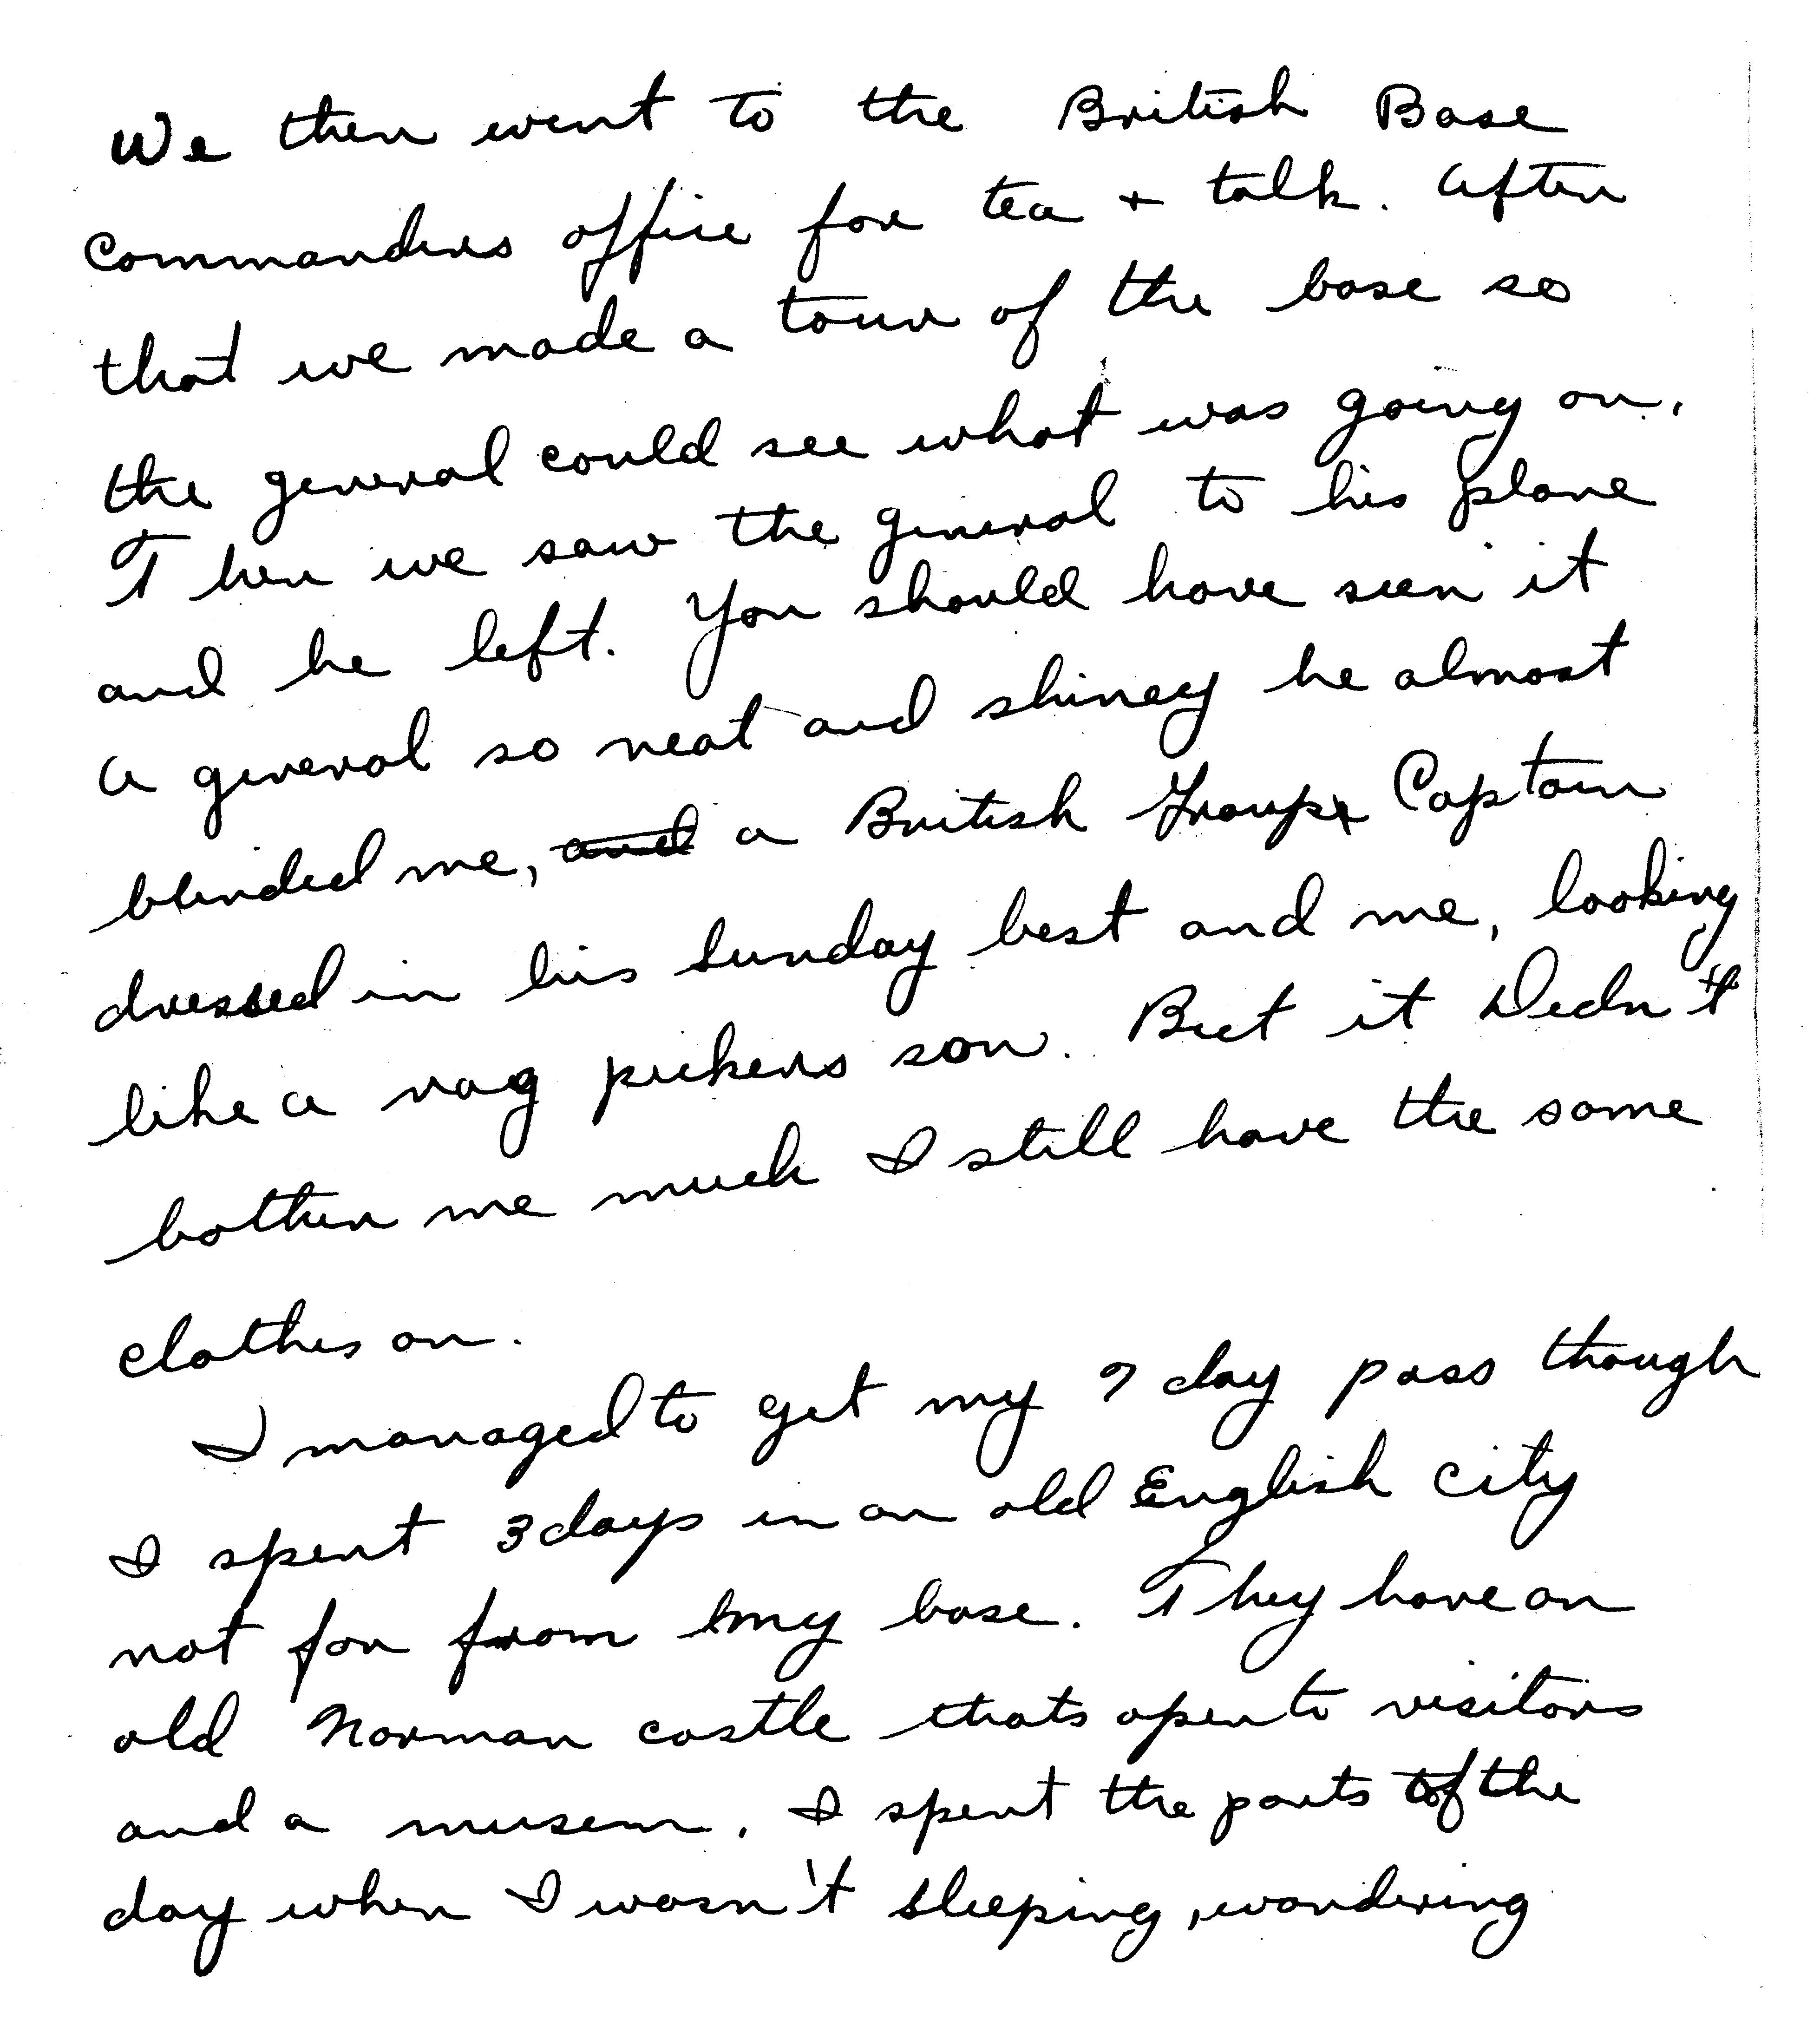 We then went to the British Base
Commanders office for tea + talk. After
that we made a tour of the base so
the general could see what was going on.
Then we saw the general to his plane
and he left. You should have seen it
a general so neat and shiney he almost
blinded me, and a British Group Captain
dressed in his Sunday best and me, looking
like a rag pickers son. But it Didn't
bother me much I still have the same
clothes on.
I managed to get my 7 day pass though
I spent 3 days in an old English city
not far from my base. They have an
old Norman castle thats open to visitors
and a musem. I spent the parts of the
day when I wasn't sleeping, wandering